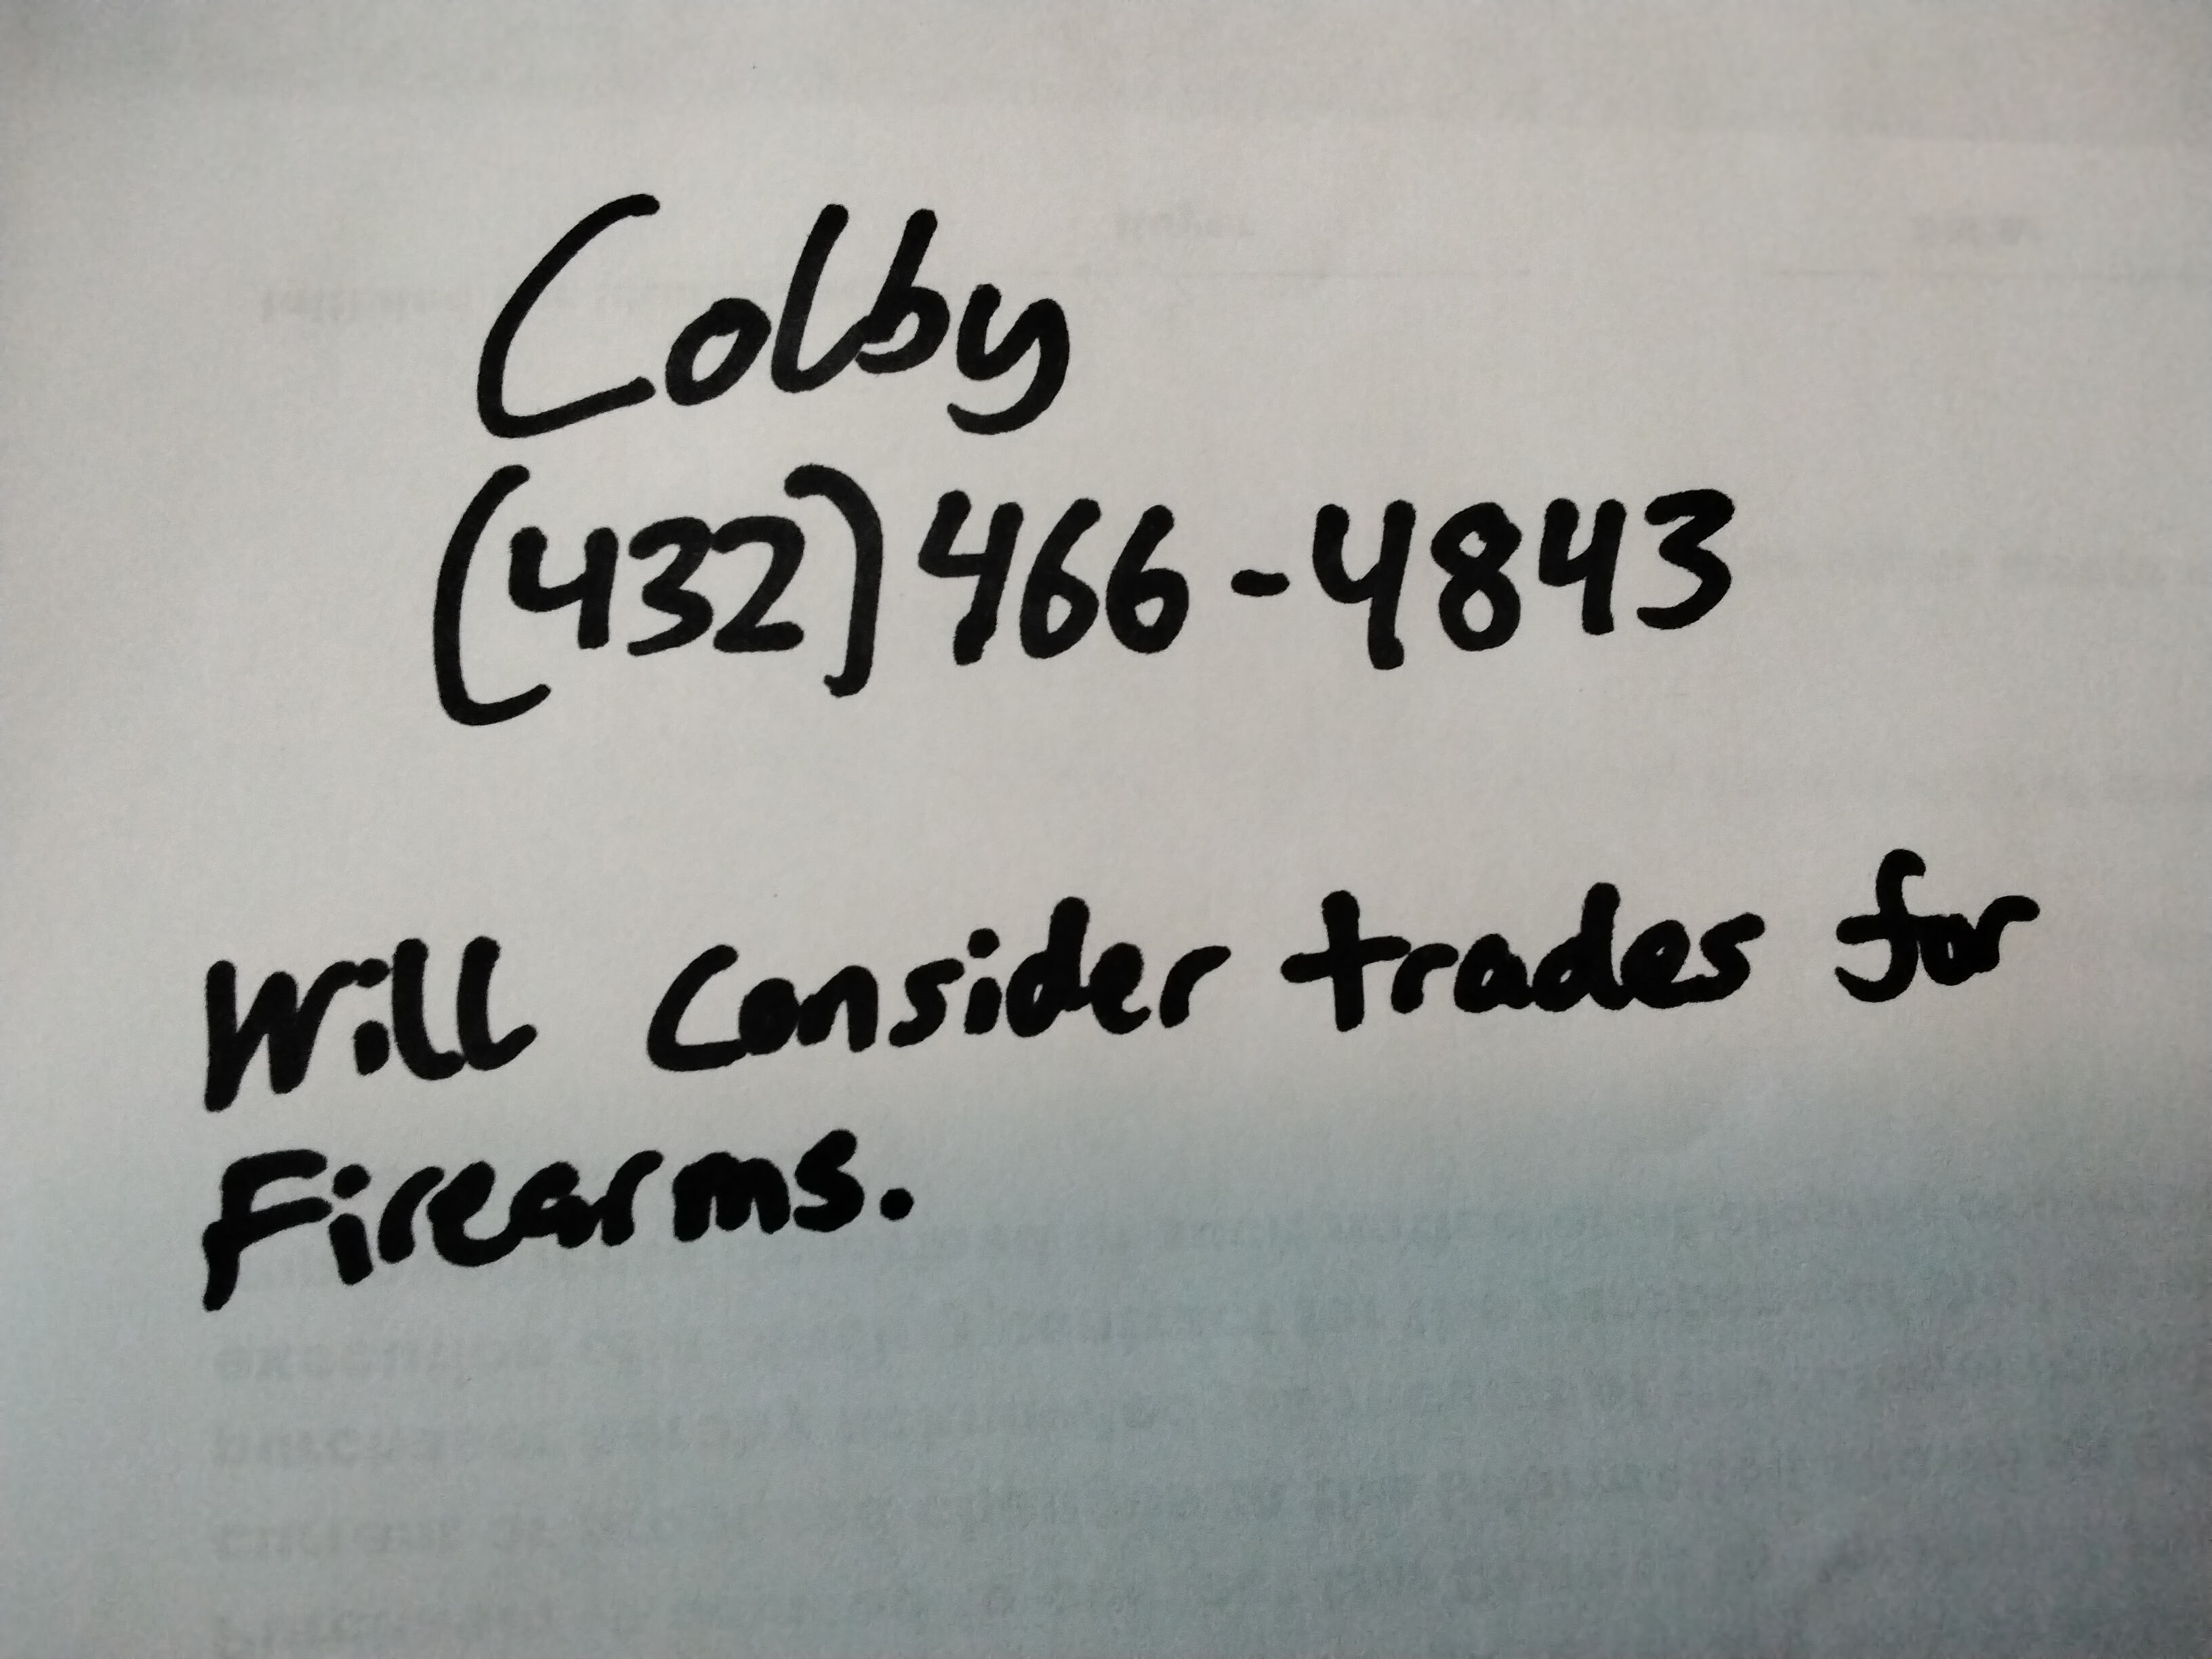 Colby
(432) 466-4843
Will Consider trades for
Firearms.